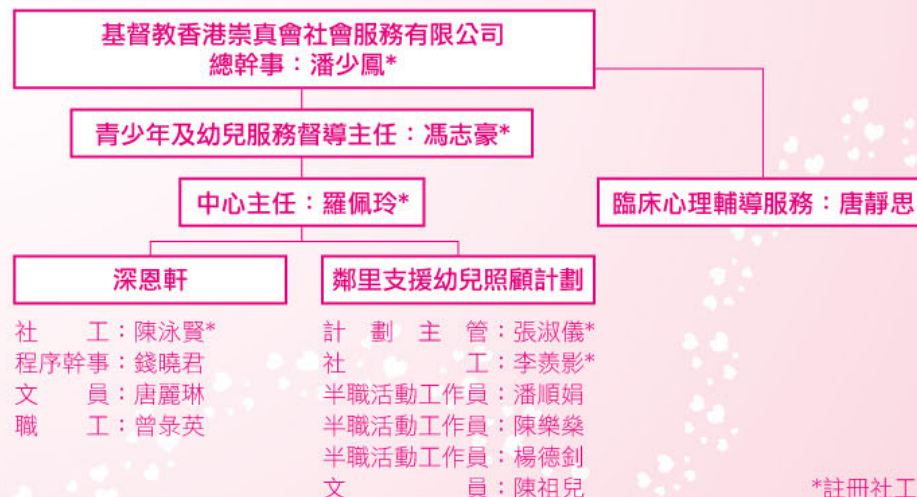 基督教香港崇真會社會服務有限公司
總幹事：潘少鳳*
青少年及幼兒服務督導主任：馮志豪*
中心主任：羅佩玲*
臨床心理輔導服務：唐靜思
深恩軒
社　　工：陳泳賢*
程序幹事：錢曉君
文　　員：唐麗琳
職　　工：曾彔英
鄰里支援幼兒照顧計劃
計　劃　主　管：張淑儀*
社　　　　　工：李羨影*
半職活動工作員：潘順娟
半職活動工作員：陳樂燊
半職活動工作員：楊德釗
文　　　　　員：陳祖兒
*註冊社工